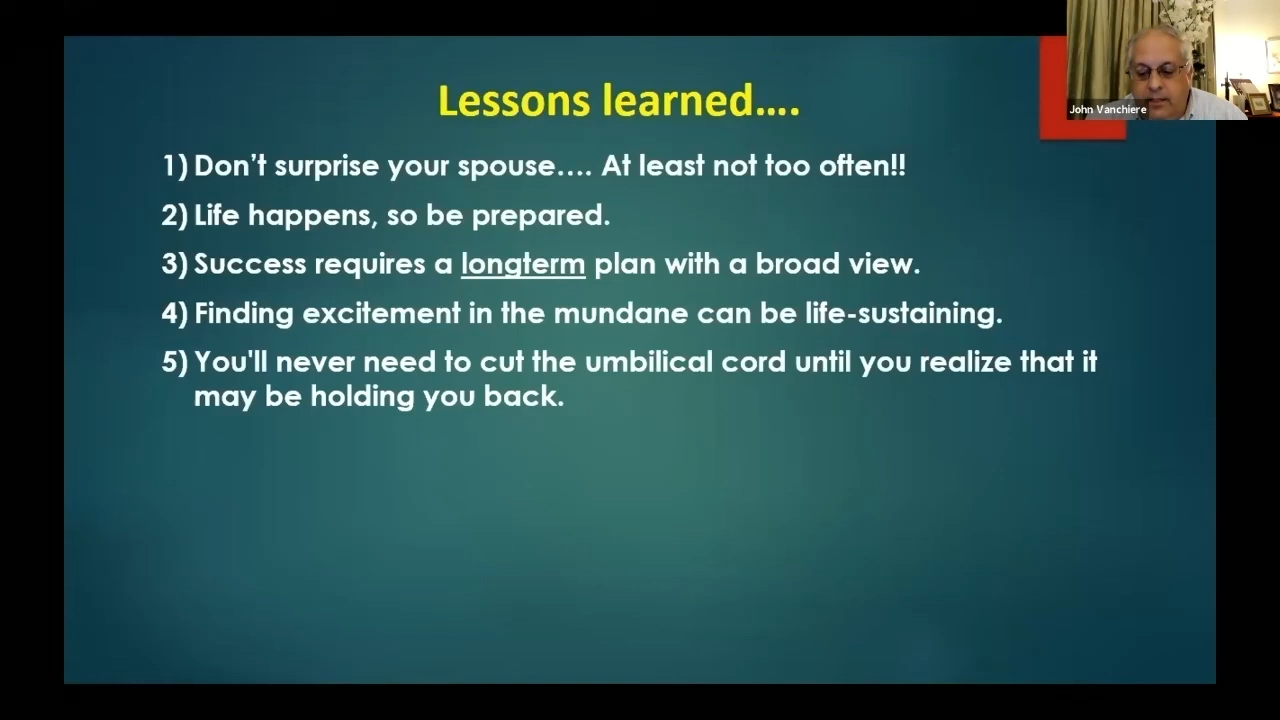 Lessons learned....
John Vanchiere
1) Don’t surprise your spouse.... At least not too often!!
2) Life happens, so be prepared.
3) Success requires a longterm plan with a broad view.
4) Finding excitement in the mundane can be life-sustaining.
5) You'll never need to cut the umbilical cord until you realize that it
may be holding you back.